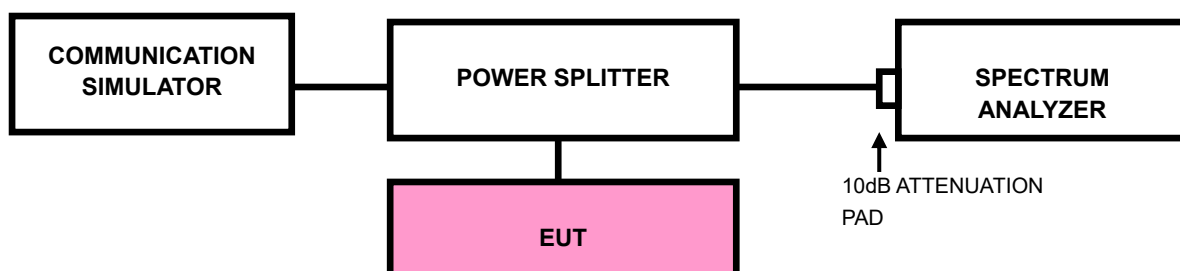 COMMUNICATION
SIMULATOR
POWER SPLITTER
SPECTRUM
ANALYZER
10dB ATTENUATION
PAD
EUT